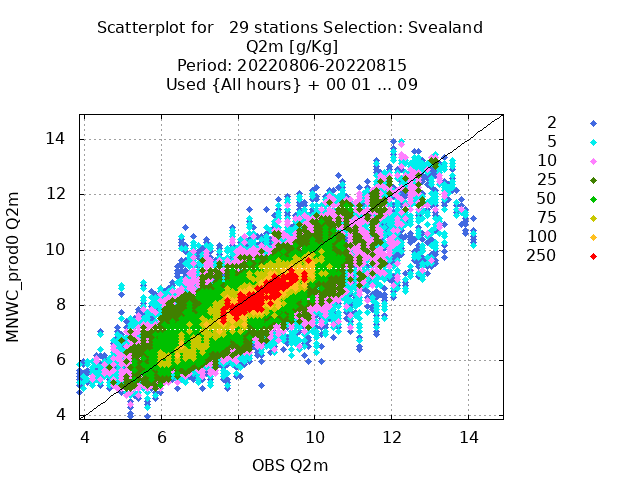 Scatterplot for   29 stations Selection: Svealand
Q2m [g/Kg]
Period: 20220806-20220815
Used {All hours} + 00 01 ... 09
2
5
10
25
50
75
100
250
MNWC_prod0 Q2m
14
12
10
8
6
4
4 6 8 10 12 14
OBS Q2m